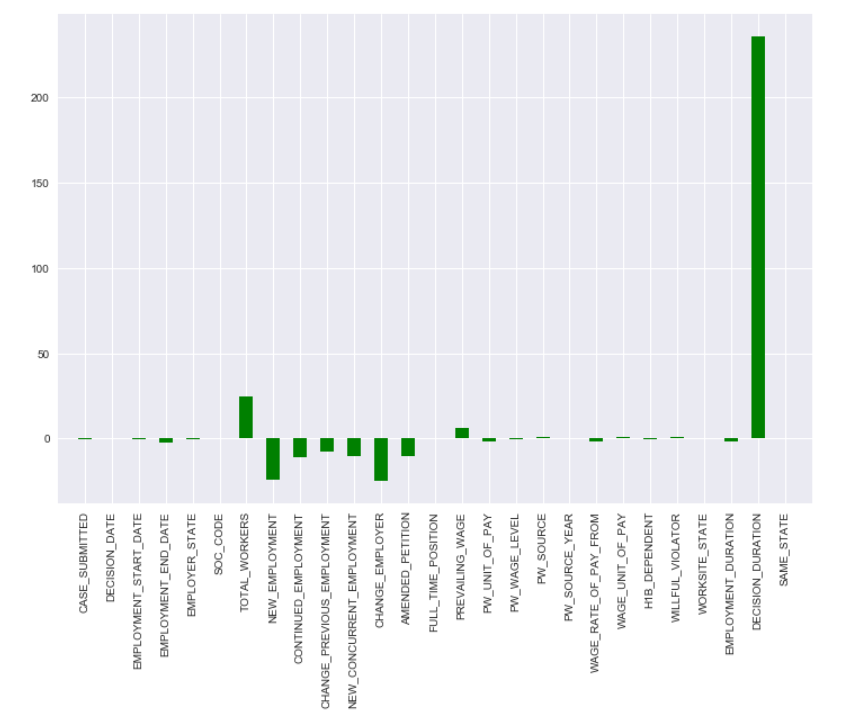 200
150
100
50
0
CASE_SUBMITTED
DECISION_DATE
EMPLOYMENT_START_DATE
EMPLOYMENT_END_DATE
EMPLOYER_STATE
SOC_CODE
TOTAL_WORKERS
NEW_EMPLOYMENT
CONTINUED_EMPLOYMENT
CHANGE_PREVIOUS_EMPLOYMENT
NEW_CONCURRENT_EMPLOYMENT
CHANGE_EMPLOYER
AMENDED_PETITION
FULL_TIME_POSITION
PREVAILING_WAGE
PW_UNIT_OF_PAY
PW_WAGE_LEVEL
PW_SOURCE
PW_SOURCE_YEAR
WAGE_RATE_OF_PAY_FROM
WAGE_UNIT_OF_PAY
H1B_DEPENDENT
WILLFUL_VIOLATOR
WORKSITE_STATE
EMPLOYMENT_DURATION
DECISION_DURATION
SAME_STATE